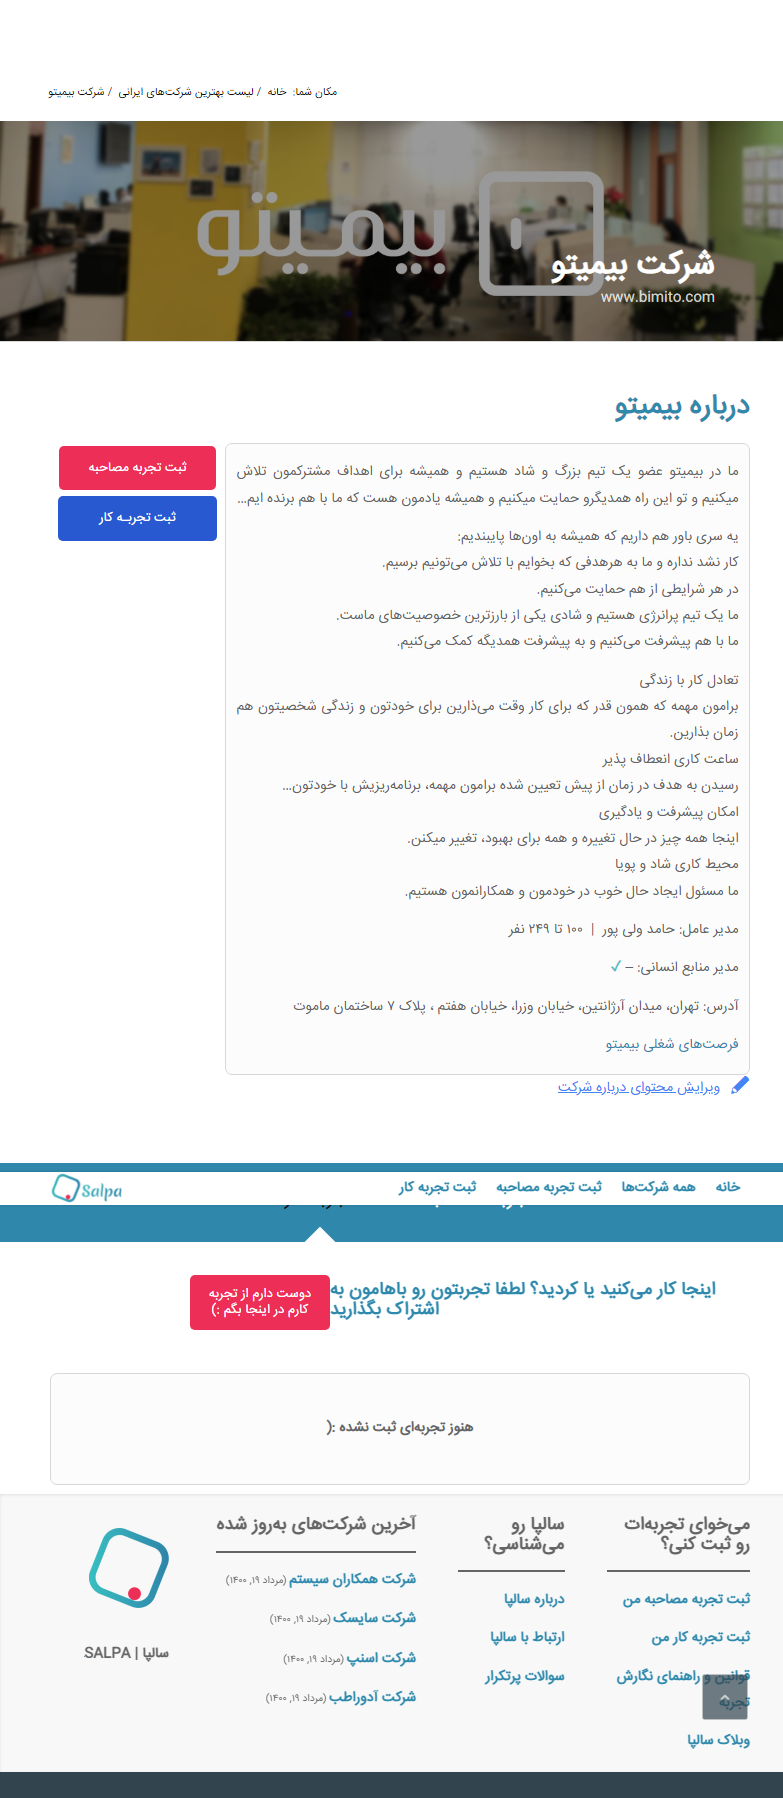 مکان شما: خانه / لیست بهترین شرکت‌های ایرانی / شرکت بیمیتو
بیمیتو
شرکت بیمیتو
www.bimito.com
درباره بیمیتو
ثبت تجربه مصاحبه
ثبت تجربـه کار
ما در بیمیتو عضو یک تیم بزرگ و شاد هستیم و همیشه برای اهداف مشترکمون تلاش
میکنیم و تو این راه همدیگرو حمایت میکنیم و همیشه یادمون هست که ما با هم برنده ایم...
یه سری باور هم داریم که همیشه به اون‌ها پایبندیم:
کار نشد نداره و ما به هرهدفی که بخوایم با تلاش می‌تونیم برسیم.
در هر شرایطی از هم حمایت می‌کنیم.
ما یک تیم پرانرژی هستیم و شادی یکی از بارزترین خصوصیت‌های ماست.
ما با هم پیشرفت می‌کنیم و به پیشرفت همدیگه کمک می‌کنیم.
تعادل کار با زندگی
برامون مهمه که همون قدر که برای کار وقت می‌ذارین برای خودتون و زندگی شخصیتون هم
زمان بذارین.
ساعت کاری انعطاف پذیر
رسیدن به هدف در زمان از پیش تعیین شده برامون مهمه، برنامه‌ریزیش با خودتون...
امکان پیشرفت و یادگیری
اینجا همه چیز در حال تغییره و همه برای بهبود، تغییر میکنن.
محیط کاری شاد و پویا
ما مسئول ایجاد حال خوب در خودمون و همکارانمون هستیم.
مدیر عامل: حامد ولی پور | ۱۰۰ تا ۲۴۹ نفر
مدیر منابع انسانی: – ✓
آدرس: تهران، میدان آرژانتین، خیابان وزرا، خیابان هفتم ، پلاک ۷ ساختمان ماموت
فرصت‌های شغلی بیمیتو
ویرایش محتوای درباره شرکت
خانه همه شرکت‌ها ثبت تجربه مصاحبه ثبت تجربه کار
Salpa
اینجا کار می‌کنید یا کردید؟ لطفا تجربتون رو باهامون به
اشتراک بگذارید
دوست دارم از تجربه
کارم در اینجا بگم :)
هنوز تجربه‌ای ثبت نشده :(
می‌خوای تجربه‌ات
رو ثبت کنی؟
ثبت تجربه مصاحبه من
ثبت تجربه کار من
قوانین و راهنمای نگارش
تجربه
وبلاک سالپا
سالپا رو
می‌شناسی؟
درباره سالپا
ارتباط با سالپا
سوالات پرتکرار
آخرین شرکت‌های به‌روز شده
شرکت همکاران سیستم (مرداد ۱۹, ۱۴۰۰)
شرکت سایسک (مرداد ۱۹, ۱۴۰۰)
شرکت اسنپ (مرداد ۱۹, ۱۴۰۰)
شرکت آدوراطب (مرداد ۱۹, ۱۴۰۰)
سالپا | SALPA